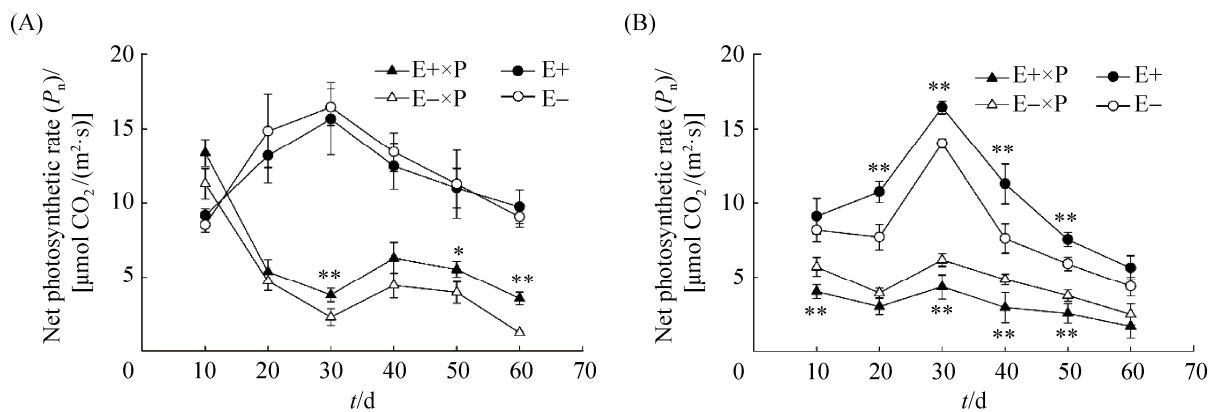 (A)
Net photosynthetic rate (Pn)/
[μmol CO2/(m2·s)]
20
15
10
5
0
E+×P
E+
E−×P
E−
**
*
**
10 20 30 40 50 60 70
t/d
(B)
Net photosynthetic rate (Pn)/
[μmol CO2/(m2·s)]
20
15
10
5
0
E+×P
E+
E−×P
E−
**
**
**
**
**
**
**
**
10 20 30 40 50 60 70
t/d